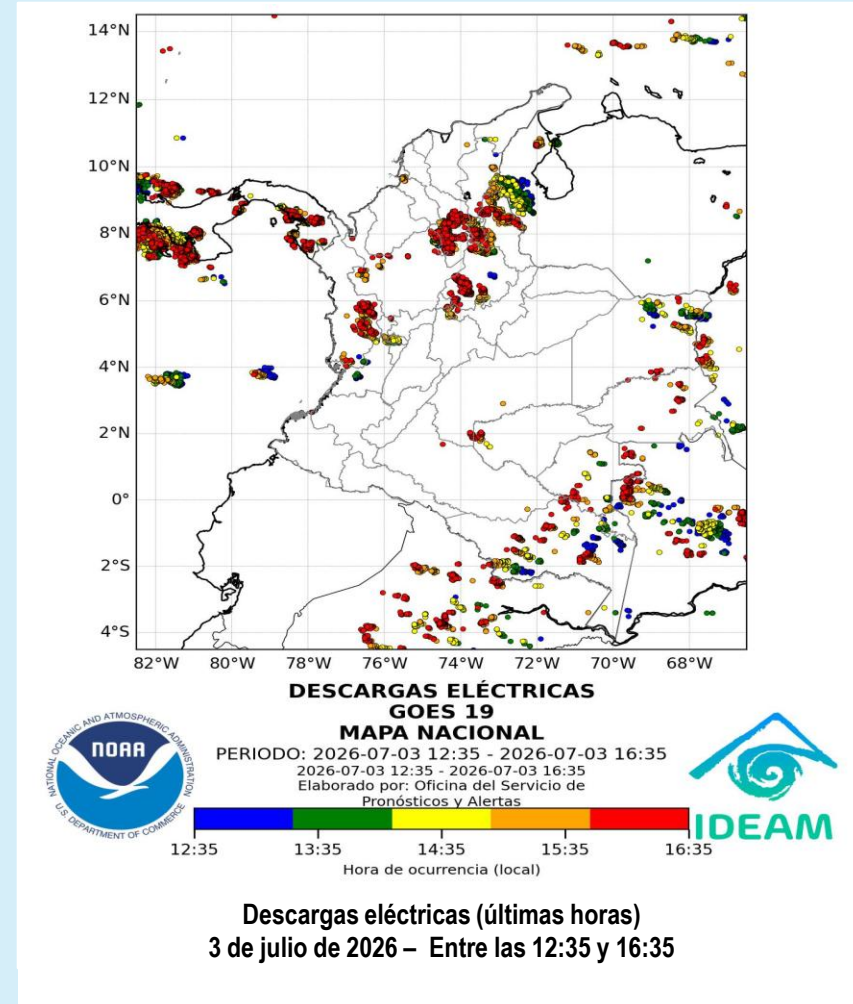 14°N
12°N
10°N
8°N
6°N
4°N
2°N
0°
2°S
4°S
82°W 80°W 78°W 76°W 74°W 72°W 70°W 68°W
DESCARGAS ELÉCTRICAS
GOES 19
MAPA NACIONAL
PERIODO: 2026-07-03 12:35 - 2026-07-03 16:35
2026-07-03 12:35 - 2026-07-03 16:35
Elaborado por: Oficina del Servicio de
Pronósticos y Alertas
NATIONAL OCEANIC AND ATMOSPHERIC ADMINISTRATION
NOAA
U.S. DEPARTMENT OF COMMERCE
IDEAM
12:35 13:35 14:35 15:35 16:35
Hora de ocurrencia (local)
Descargas eléctricas (últimas horas)
3 de julio de 2026 – Entre las 12:35 y 16:35